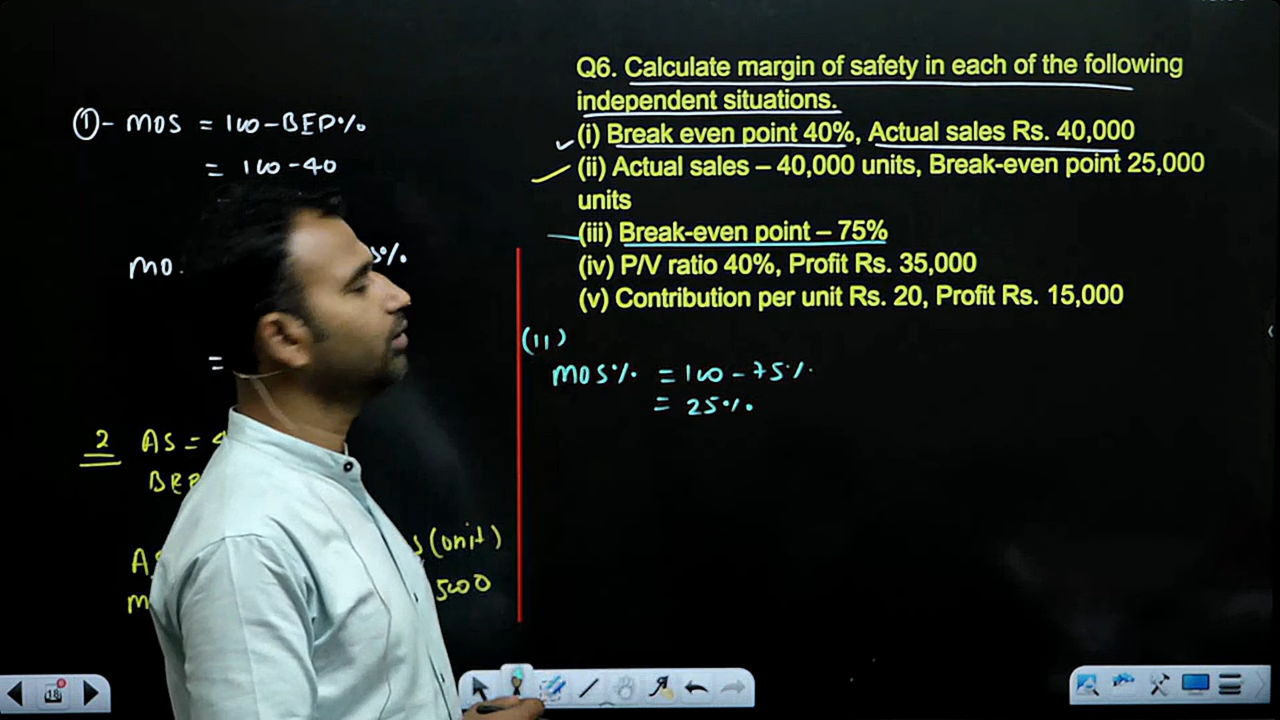 Q6. Calculate margin of safety in each of the following
independent situations.
(i) Break even point 40%, Actual sales Rs. 40,000
(ii) Actual sales – 40,000 units, Break-even point 25,000
units
(iii) Break-even point – 75%
(iv) P/V ratio 40%, Profit Rs. 35,000
(v) Contribution per unit Rs. 20, Profit Rs. 15,000
① - MOS = 100 - BEP%
= 100 - 40
=
2 AS =
(unit)
(11)
MOS% = 100 - 75%
= 25%
18